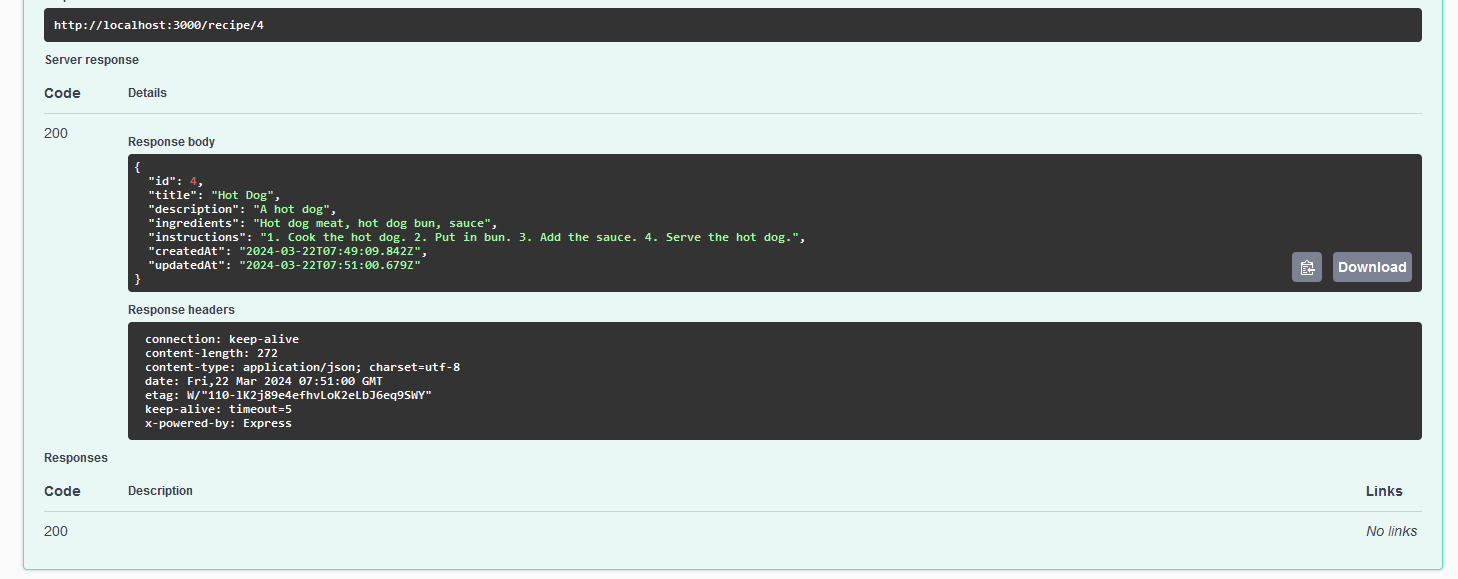 http://localhost:3000/recipe/4
Server response
Code Details
200
Response body
{
"id": 4,
"title": "Hot Dog",
"description": "A hot dog",
"ingredients": "Hot dog meat, hot dog bun, sauce",
"instructions": "1. Cook the hot dog. 2. Put in bun. 3. Add the sauce. 4. Serve the hot dog.",
"createdAt": "2024-03-22T07:49:09.842Z",
"updatedAt": "2024-03-22T07:51:00.679Z"
}
Download
Response headers
connection: keep-alive
content-length: 272
content-type: application/json; charset=utf-8
date: Fri,22 Mar 2024 07:51:00 GMT
etag: W/"110-lK2j89e4efhvLoK2eLbJ6eq9SWY"
keep-alive: timeout=5
x-powered-by: Express
Responses
Code Description Links
200 No links